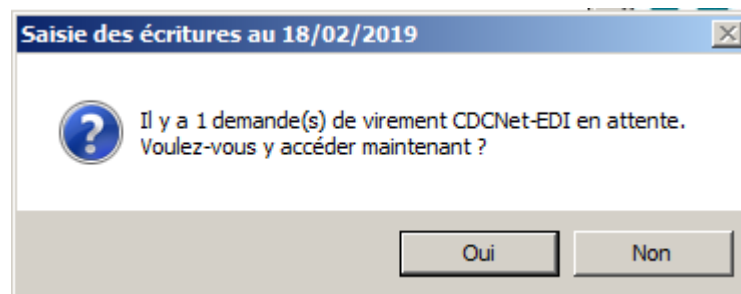 Saisie des écritures au 18/02/2019
Il y a 1 demande(s) de virement CDCNet-EDI en attente.
Voulez-vous y accéder maintenant ?
Oui
Non